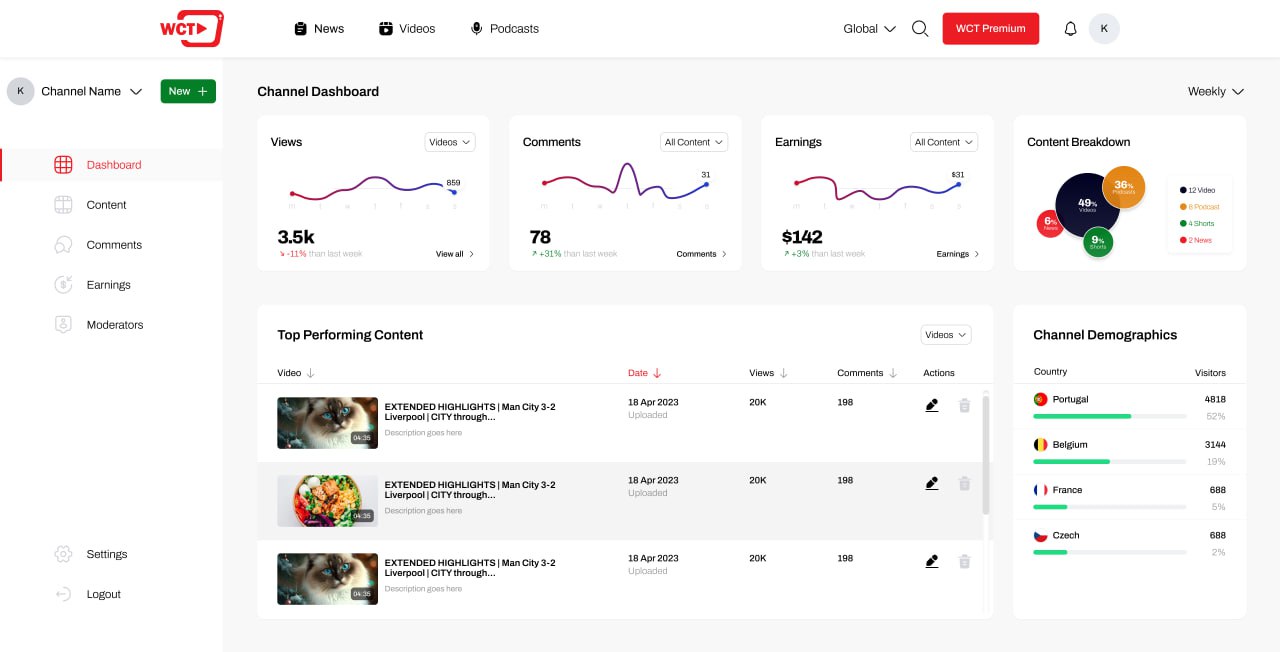 WCT
News
Videos
Podcasts
Global
WCT Premium
K
K
Channel Name
New
Dashboard
Content
Comments
Earnings
Moderators
Settings
Logout
Channel Dashboard
Weekly
Views
Videos
859
m t w t f s s
3.5k
-11% than last week
View all
Comments
All Content
31
m t w t f s s
78
+31% than last week
Comments
Earnings
All Content
$31
m t w t f s s
$142
+3% than last week
Earnings
Content Breakdown
36%
Podcasts
49%
Videos
6%
News
9%
Shorts
12 Video
8 Podcast
4 Shorts
2 News
Top Performing Content
Videos
Video Date Views Comments Actions
EXTENDED HIGHLIGHTS | Man City 3-2
Liverpool | CITY through...
Description goes here
04:35
18 Apr 2023
Uploaded
20K
198
EXTENDED HIGHLIGHTS | Man City 3-2
Liverpool | CITY through...
Description goes here
04:35
18 Apr 2023
Uploaded
20K
198
EXTENDED HIGHLIGHTS | Man City 3-2
Liverpool | CITY through...
Description goes here
04:35
18 Apr 2023
Uploaded
20K
198
Channel Demographics
Country Visitors
Portugal 4818
52%
Belgium 3144
19%
France 688
5%
Czech 688
2%